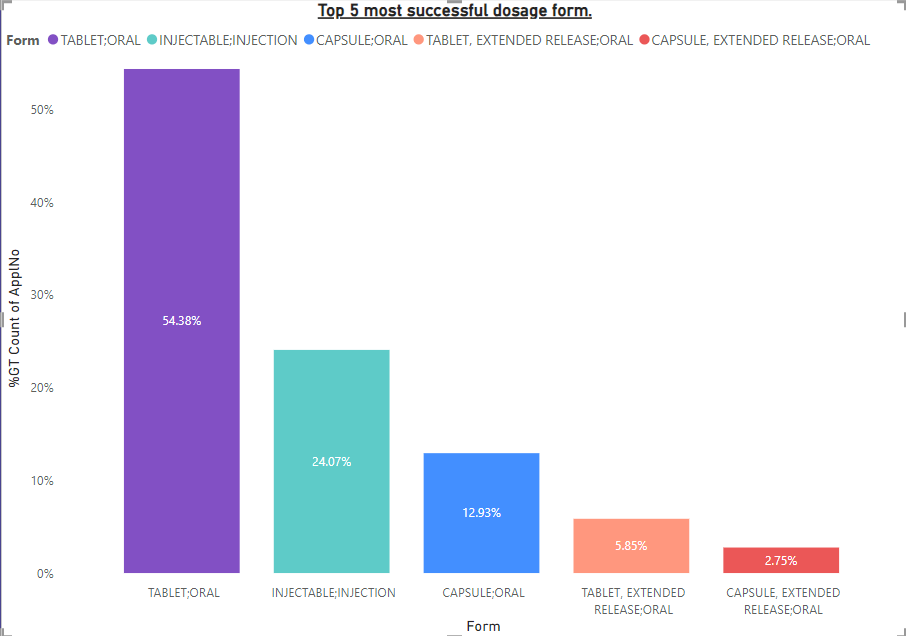 Top 5 most successful dosage form.
Form TABLET;ORAL INJECTABLE;INJECTION CAPSULE;ORAL TABLET, EXTENDED RELEASE;ORAL CAPSULE, EXTENDED RELEASE;ORAL
%GT Count of ApplNo
50%
40%
30%
20%
10%
0%
54.38%
24.07%
12.93%
5.85%
2.75%
TABLET;ORAL
INJECTABLE;INJECTION
CAPSULE;ORAL
TABLET, EXTENDED
RELEASE;ORAL
CAPSULE, EXTENDED
RELEASE;ORAL
Form